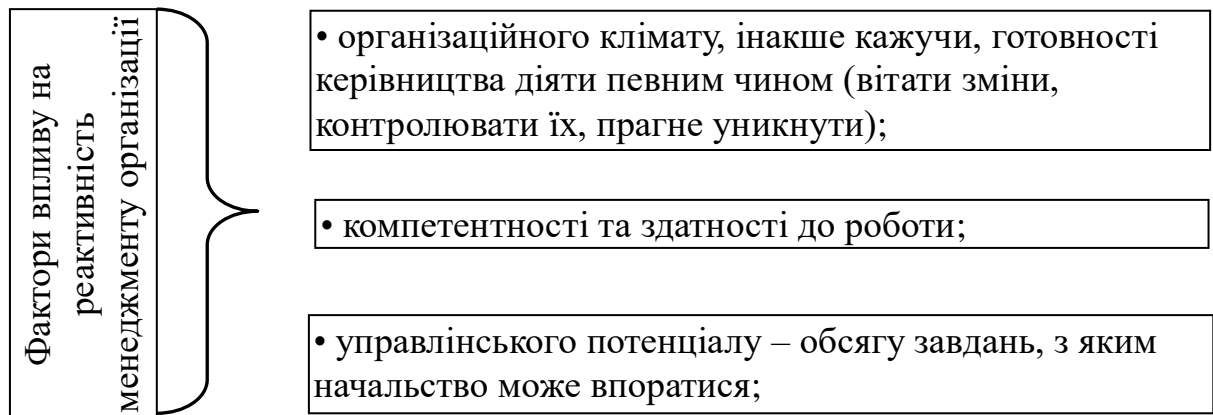 Фактори впливу на
реактивність
менеджменту організації
• організаційного клімату, інакше кажучи, готовності
керівництва діяти певним чином (вітати зміни,
контролювати їх, прагне уникнути);
• компетентності та здатності до роботи;
• управлінського потенціалу – обсягу завдань, з яким
начальство може впоратися;